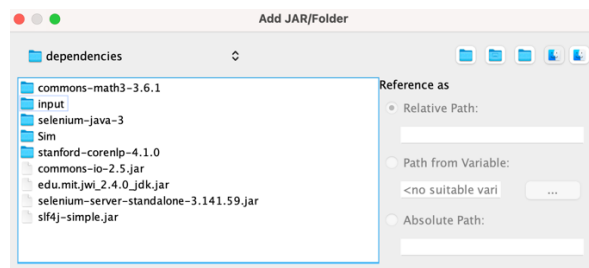 Add JAR/Folder
dependencies
commons-math3-3.6.1
input
selenium-java-3
Sim
stanford-corenlp-4.1.0
commons-io-2.5.jar
edu.mit.jwi_2.4.0_jdk.jar
selenium-server-standalone-3.141.59.jar
slf4j-simple.jar
Reference as
Relative Path:
Path from Variable:
<no suitable vari
...
Absolute Path: